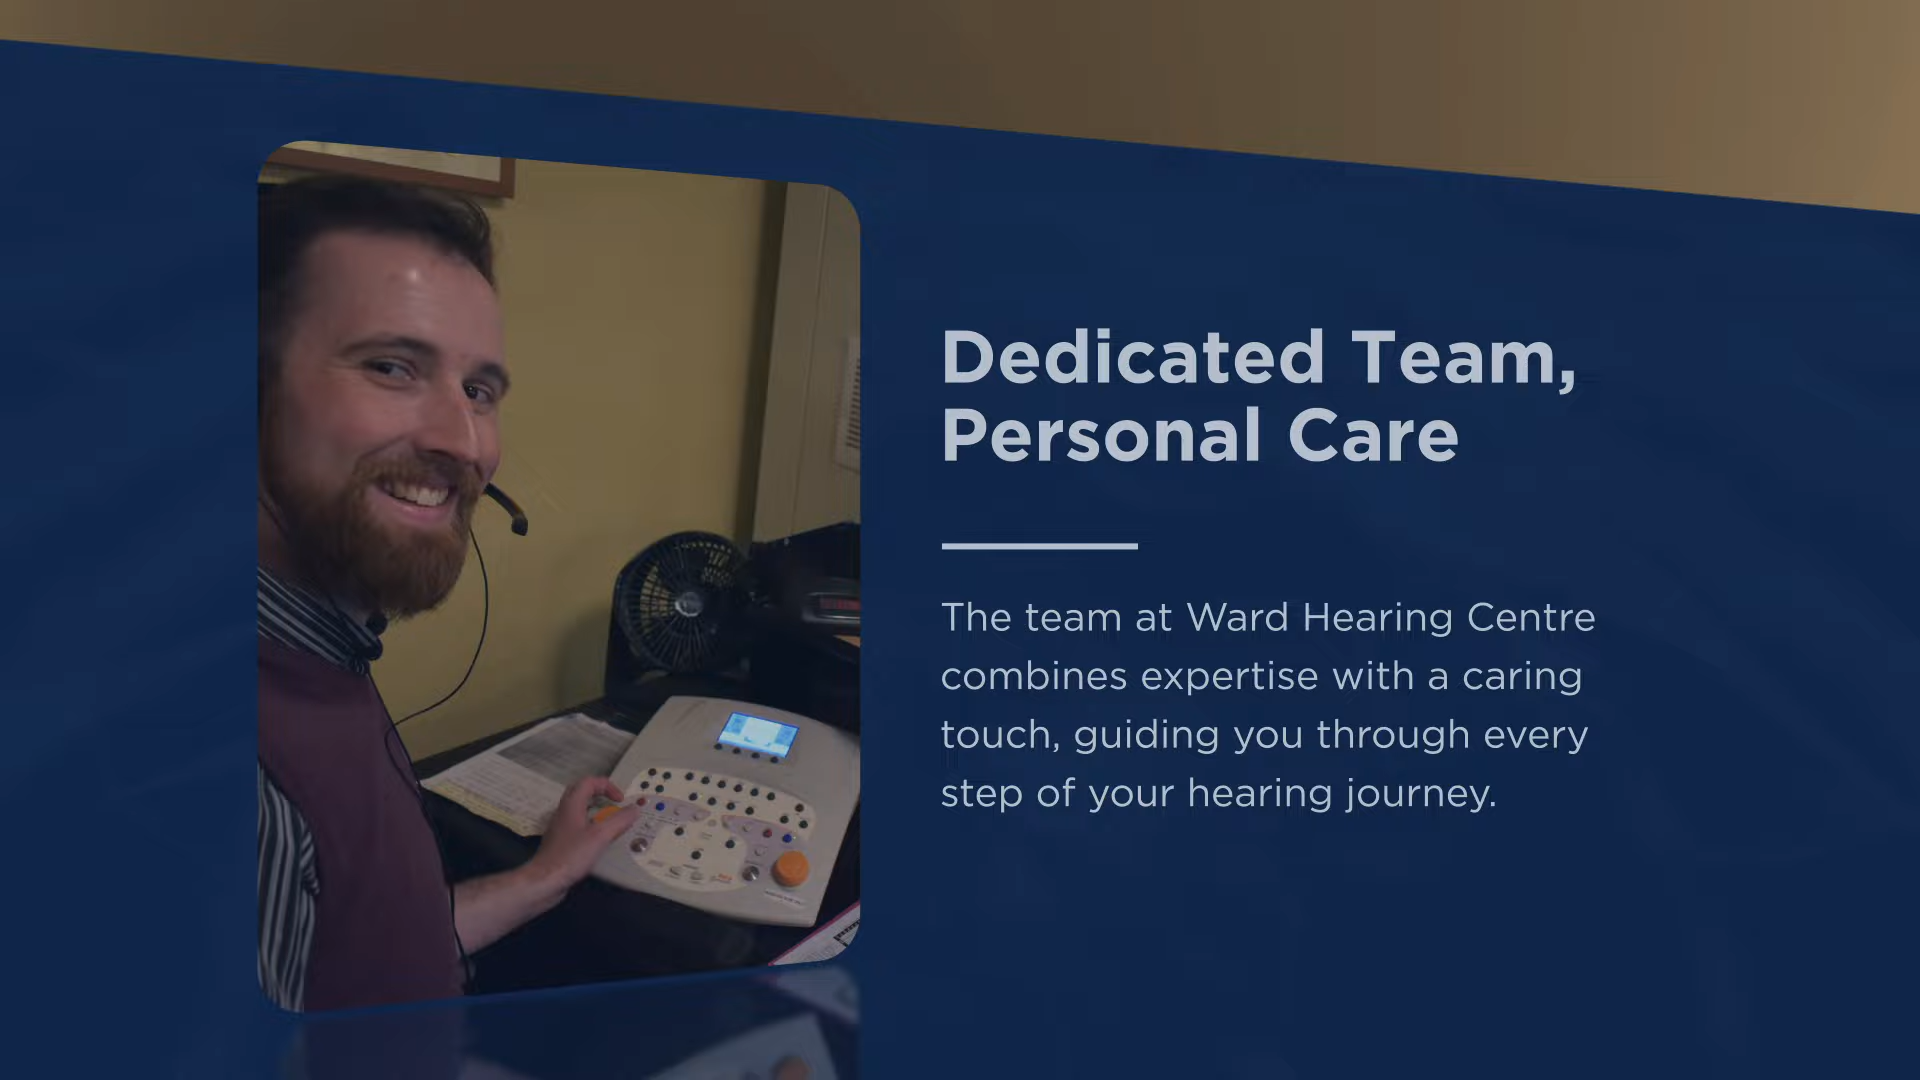 Dedicated Team,
Personal Care
The team at Ward Hearing Centre
combines expertise with a caring
touch, guiding you through every
step of your hearing journey.